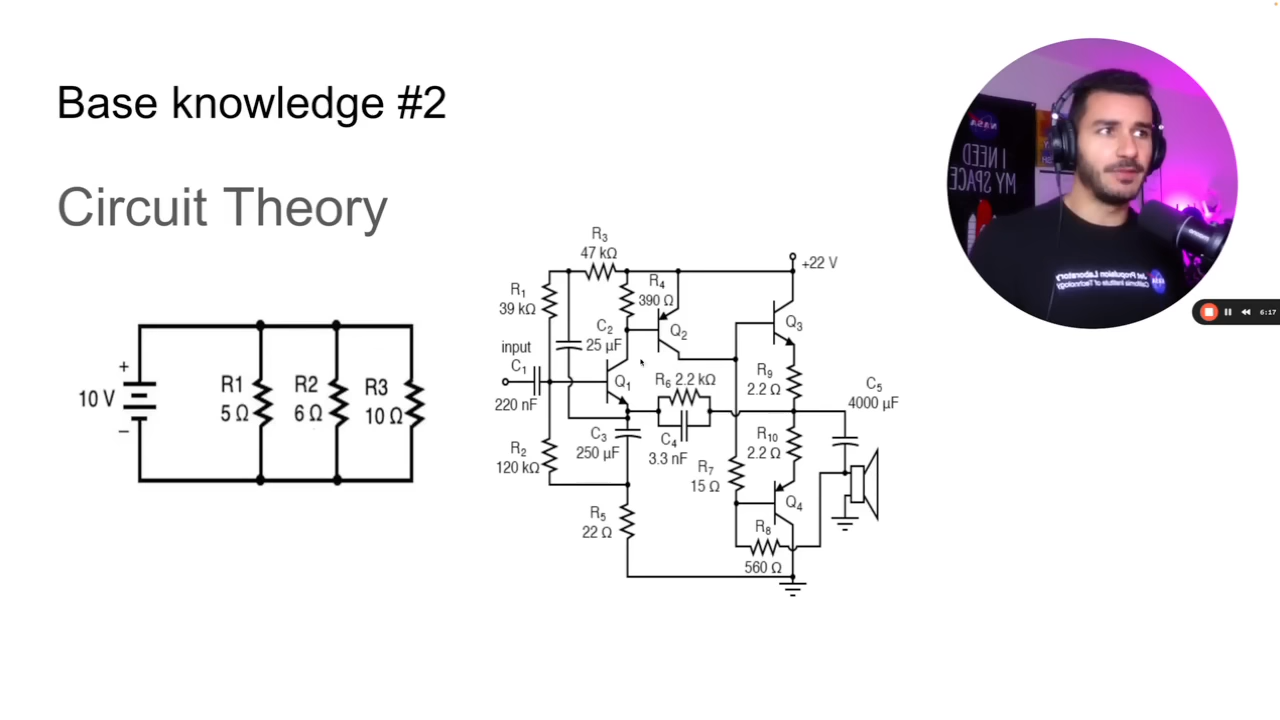 Base knowledge #2
Circuit Theory
10 V
+
−
R1
5 Ω
R2
6 Ω
R3
10 Ω
R3
47 kΩ
+22 V
R1
39 kΩ
R4
390 Ω
C2
25 µF
Q2
Q3
input
C1
220 nF
Q1
R6 2.2 kΩ
R9
2.2 Ω
C5
4000 µF
C3
250 µF
C4
3.3 nF
R10
2.2 Ω
R2
120 kΩ
R7
15 Ω
Q4
R5
22 Ω
R8
560 Ω
NASA
I NEED
MY SPACE
Jet Propulsion Laboratory
California Institute of Technology
6:17